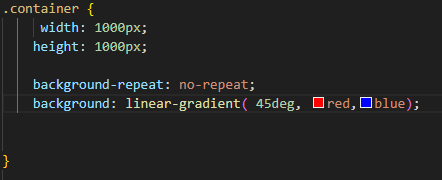 .container {
width: 1000px;
height: 1000px;
background-repeat: no-repeat;
background: linear-gradient( 45deg, red,blue);
}